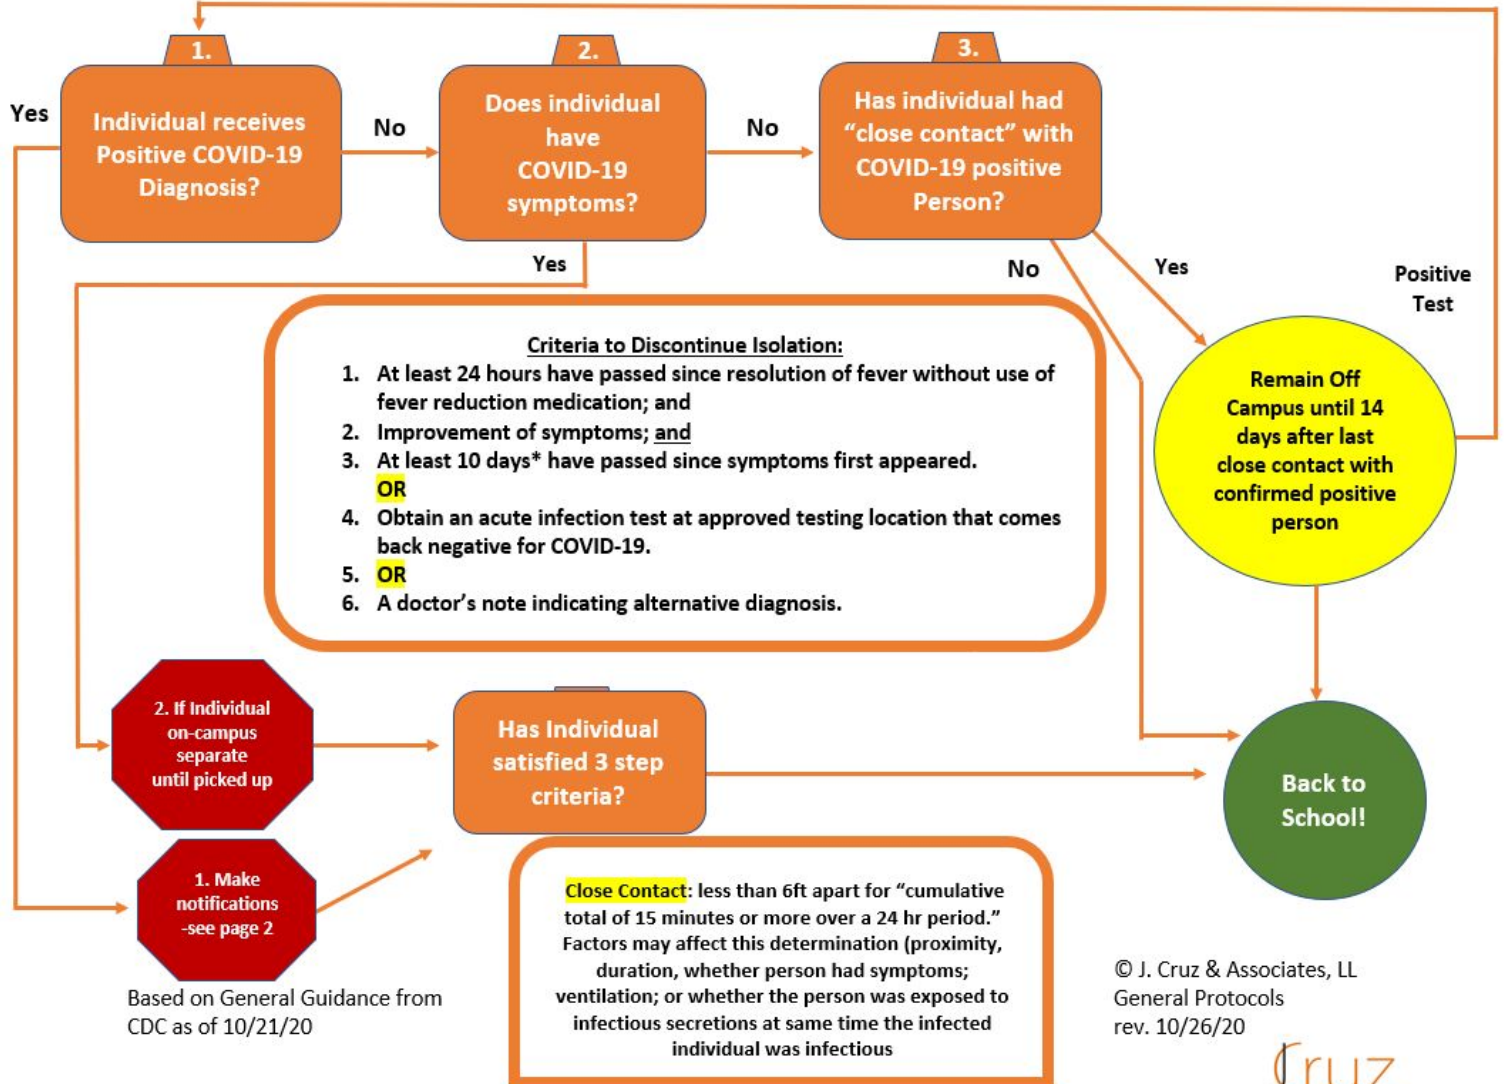 1.
Individual receives
Positive COVID-19
Diagnosis?
Yes
No
2.
Does individual
have
COVID-19
symptoms?
No
Yes
3.
Has individual had
“close contact” with
COVID-19 positive
Person?
No
Yes
Positive
Test
Criteria to Discontinue Isolation:
1. At least 24 hours have passed since resolution of fever without use of
fever reduction medication; and
2. Improvement of symptoms; and
3. At least 10 days* have passed since symptoms first appeared.
OR
4. Obtain an acute infection test at approved testing location that comes
back negative for COVID-19.
5. OR
6. A doctor’s note indicating alternative diagnosis.
Remain Off
Campus until 14
days after last
close contact with
confirmed positive
person
2. If Individual
on-campus
separate
until picked up
Has Individual
satisfied 3 step
criteria?
Back to
School!
1. Make
notifications
-see page 2
Close Contact: less than 6ft apart for “cumulative
total of 15 minutes or more over a 24 hr period.”
Factors may affect this determination (proximity,
duration, whether person had symptoms;
ventilation; or whether the person was exposed to
infectious secretions at same time the infected
individual was infectious
Based on General Guidance from
CDC as of 10/21/20
© J. Cruz & Associates, LL
General Protocols
rev. 10/26/20
Cruz